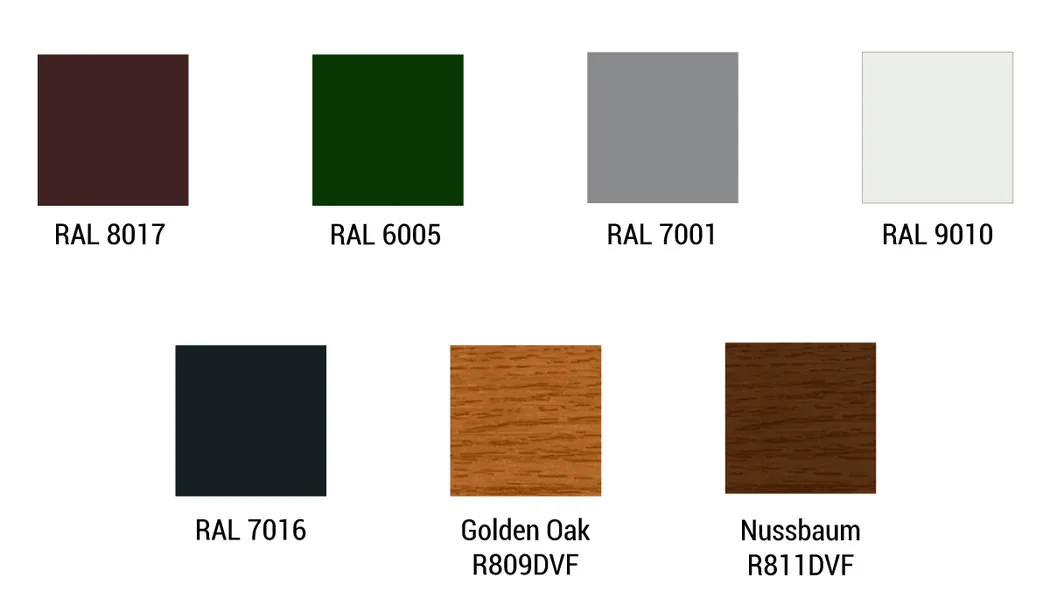 RAL 8017
RAL 6005
RAL 7001
RAL 9010
RAL 7016
Golden Oak
R809DVF
Nussbaum
R811DVF